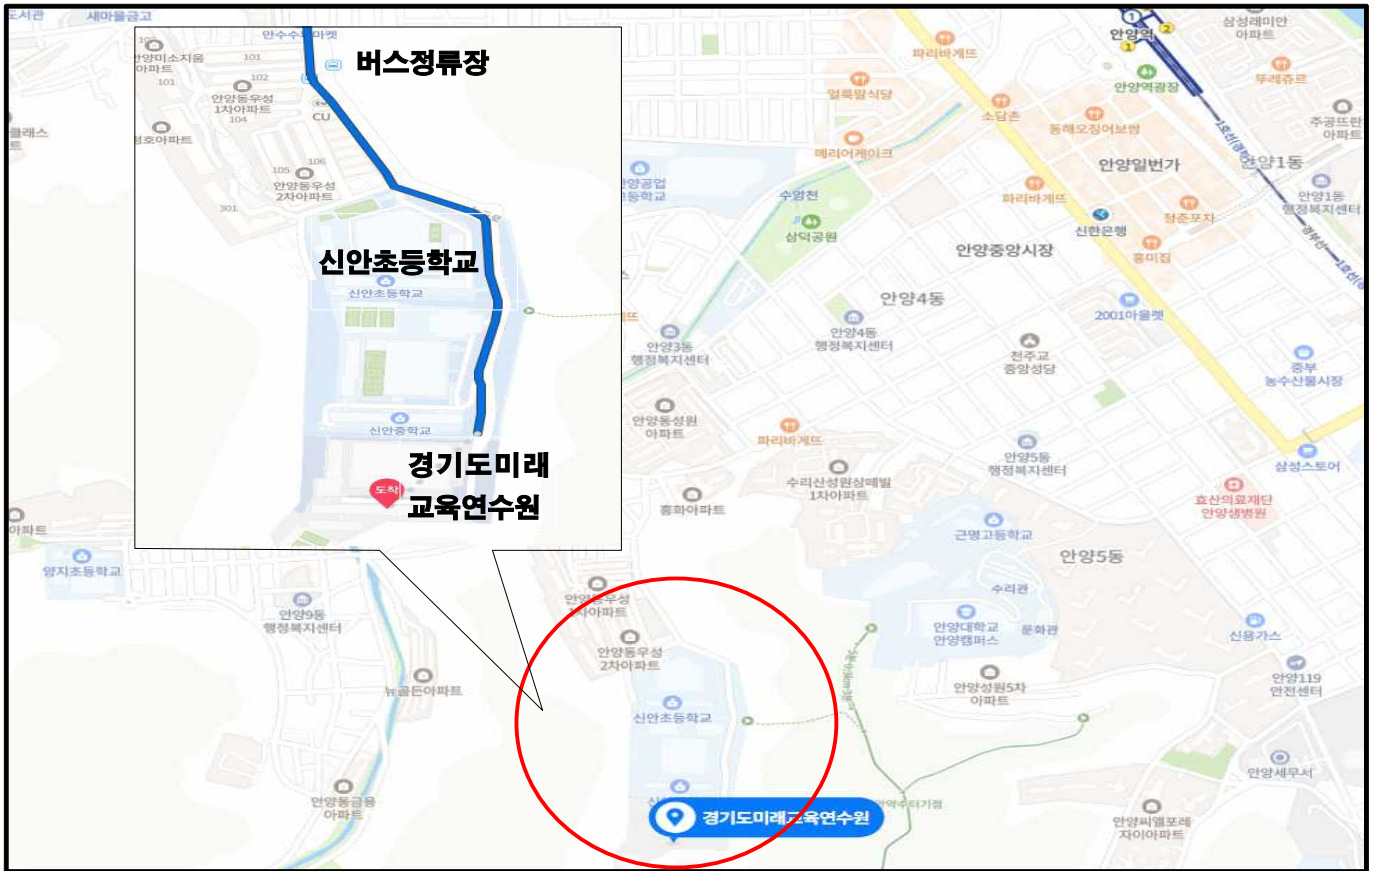 새마을금고
버스정류장
안양미소지움
아파트
101
102
101
안양동우성
1차아파트
104
CU
106
105
안양동우성
2차아파트
301
신안초등학교
신안초등학교
신안중학교
경기도미래
교육연수원
도착
파리바게뜨
안양역
1
2
1
삼성래미안
아파트
안양역광장
뚜레쥬르
얼룩말식당
소담촌
동해오징어보쌈
안양일번가
안양1동
안양1동
행정복지센터
메리어케이크
수암천
삼덕공원
파리바게뜨
신한은행
청춘포차
홍미집
안양중앙시장
안양4동
2001아울렛
안양3동
행정복지센터
안양4동
행정복지센터
천주교
중앙성당
중부
농수산물시장
안양동성원
아파트
파리바게뜨
안양5동
행정복지센터
삼성스토어
수리산성원상떼빌
1차아파트
흥화아파트
효산의료재단
안양샘병원
근명고등학교
안양5동
수리관
양지초등학교
안양9동
행정복지센터
안양동우성
1차아파트
안양동우성
2차아파트
안양대학교
안양캠퍼스
문화관
신용가스
뉴골든아파트
안양성원5차
아파트
안양119
안전센터
신안초등학교
안양세무서
안양동금용
아파트
경기도미래교육연수원
안양씨엘포레
자이아파트